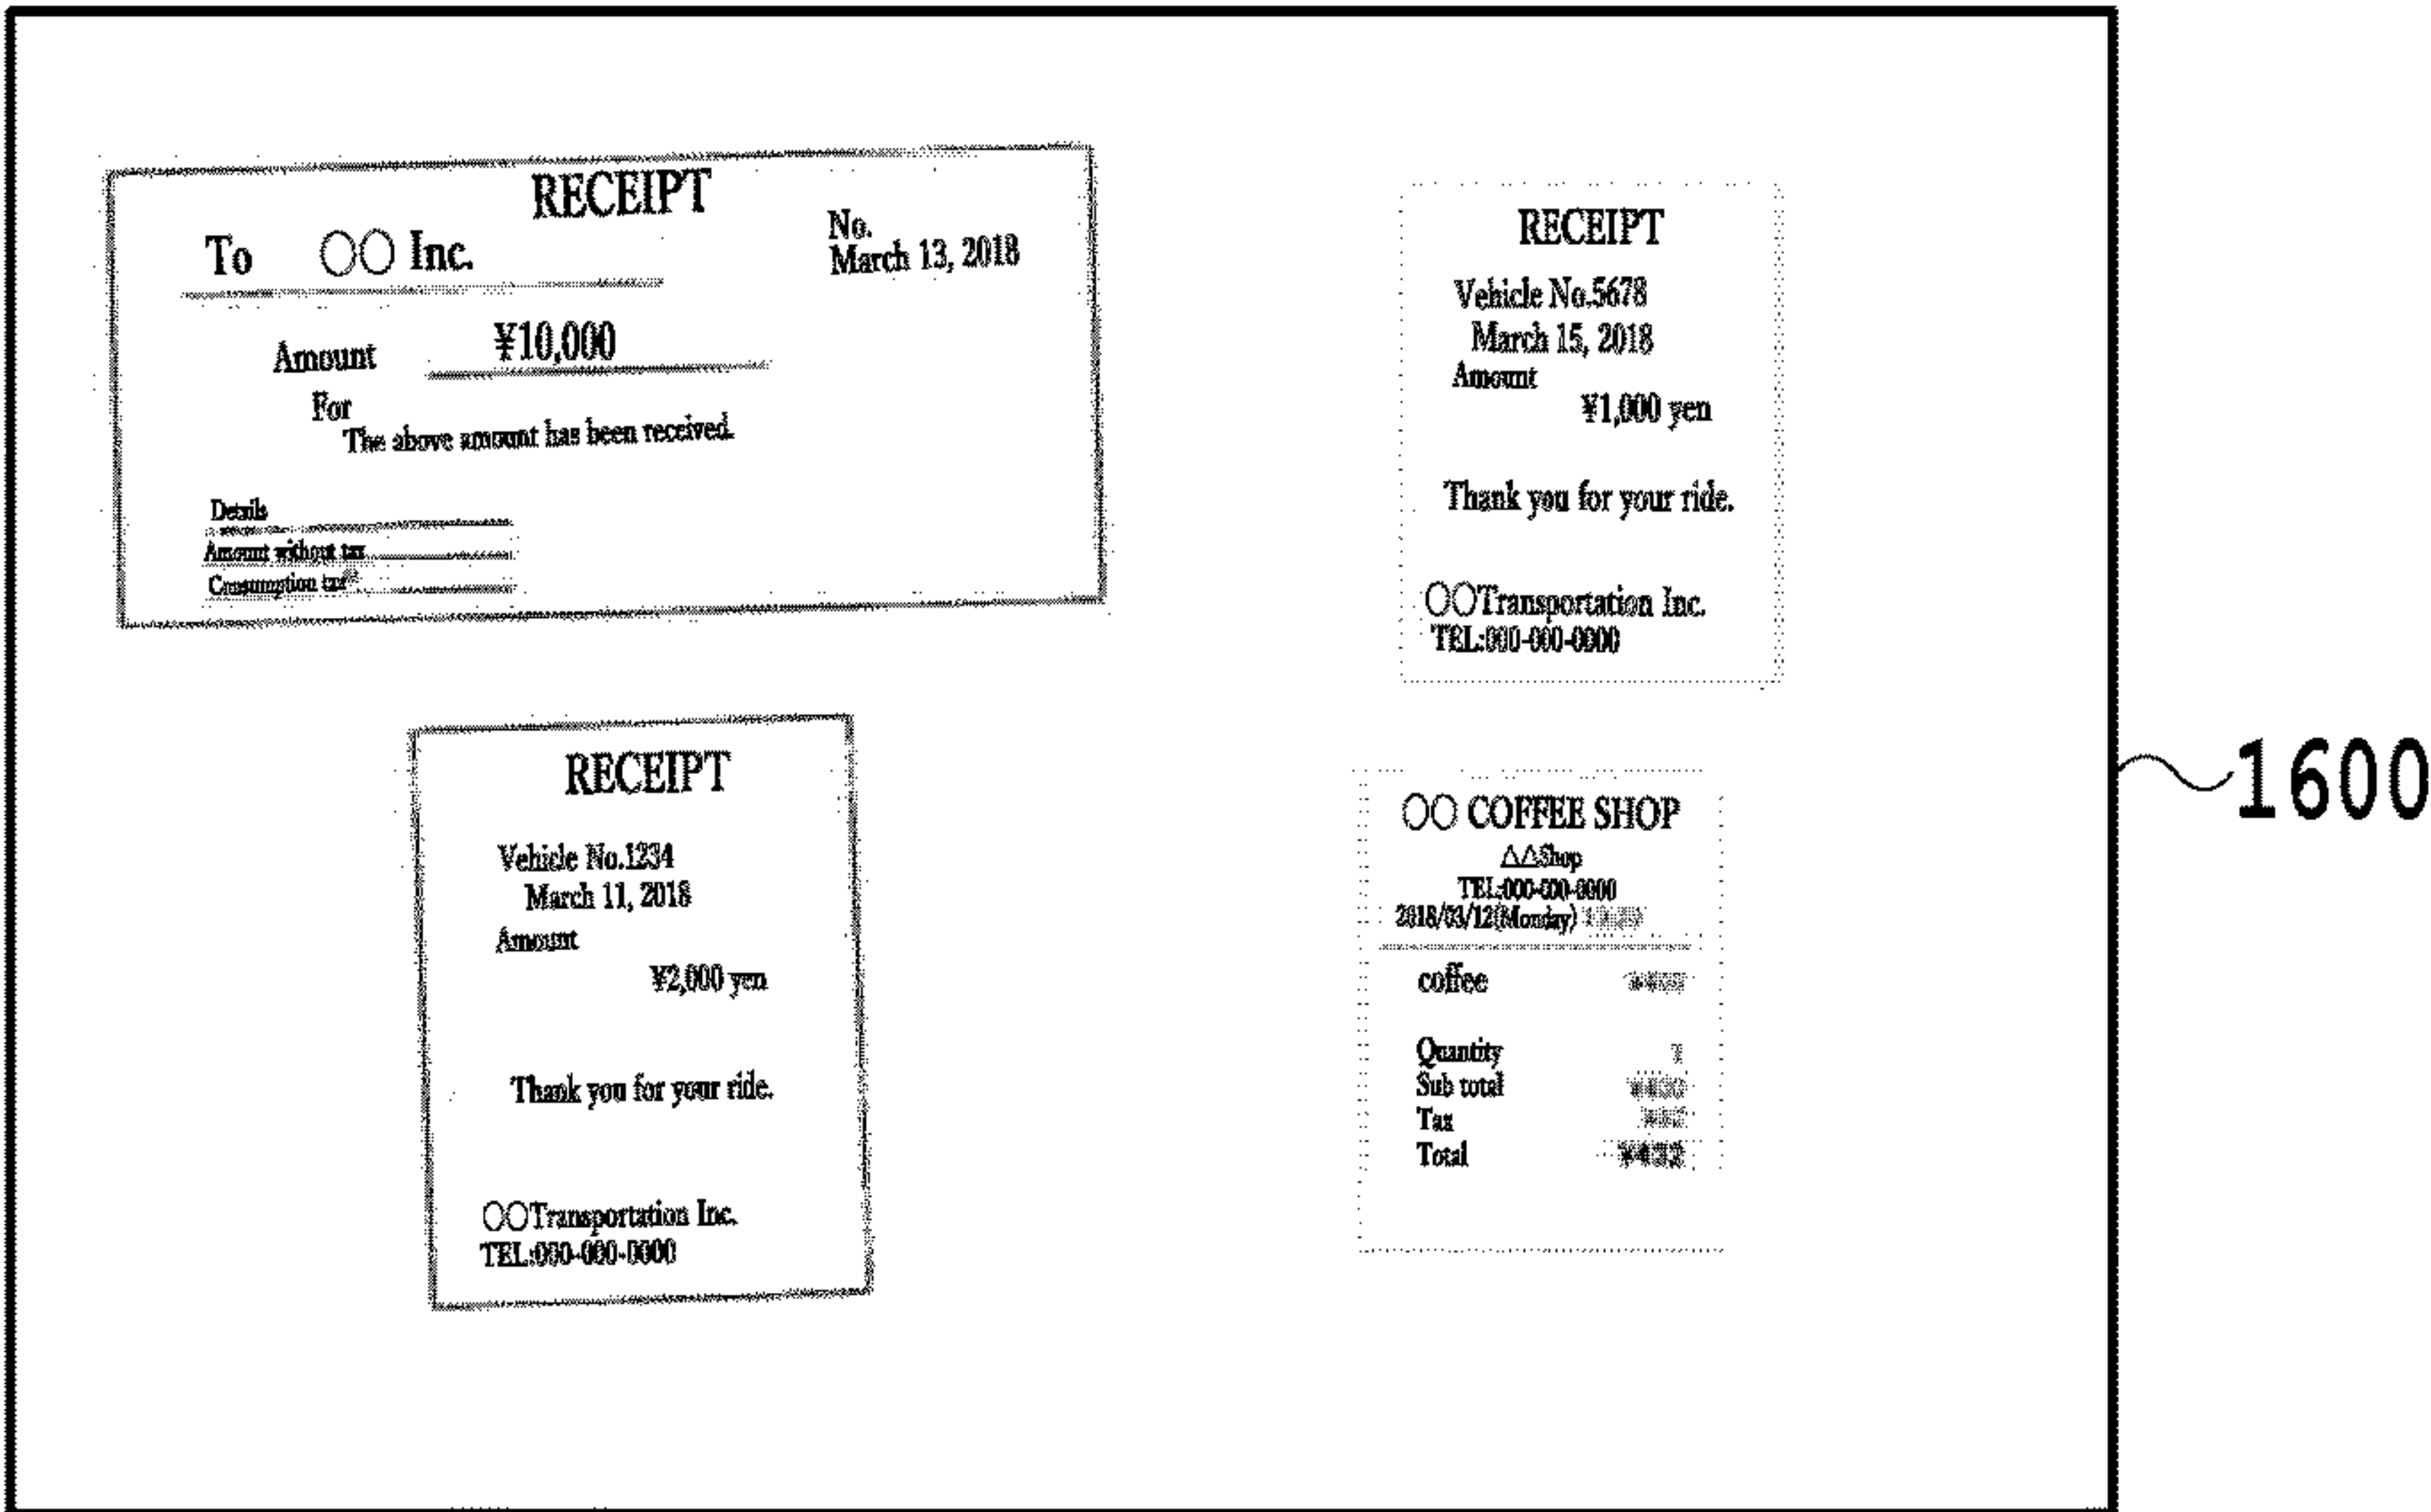 RECEIPT
To ○○ Inc.
No.
March 13, 2018
Amount ¥10,000
For
The above amount has been received.
Details
Amount without tax
Consumption tax
RECEIPT
Vehicle No.5678
March 15, 2018
Amount
¥1,000 yen
Thank you for your ride.
○○Transportation Inc.
TEL:000-000-0000
RECEIPT
Vehicle No.1234
March 11, 2018
Amount
¥2,000 yen
Thank you for your ride.
○○Transportation Inc.
TEL:000-000-0000
○○ COFFEE SHOP
△△Shop
TEL:000-000-0000
2018/03/12(Monday)
coffee
Quantity 1
Sub total
Tax
Total ¥432
1600